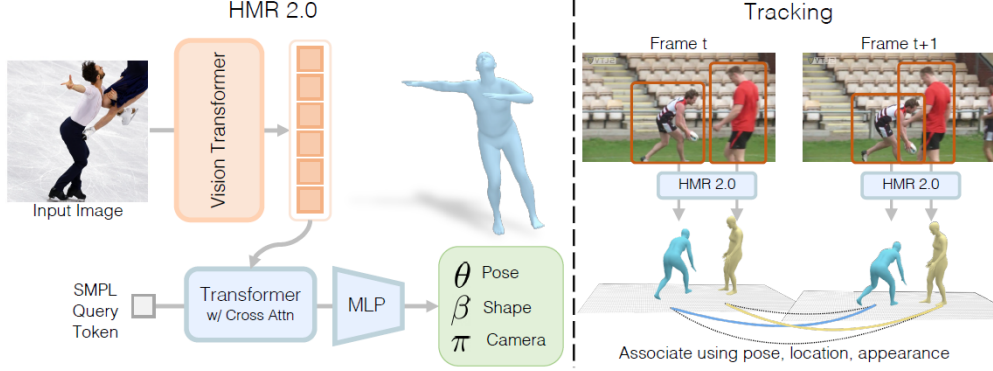 HMR 2.0
Input Image
Vision Transformer
SMPL
Query
Token
Transformer
w/ Cross Attn
MLP
θ Pose
β Shape
π Camera
Tracking
Frame t
Frame t+1
HMR 2.0
HMR 2.0
Associate using pose, location, appearance